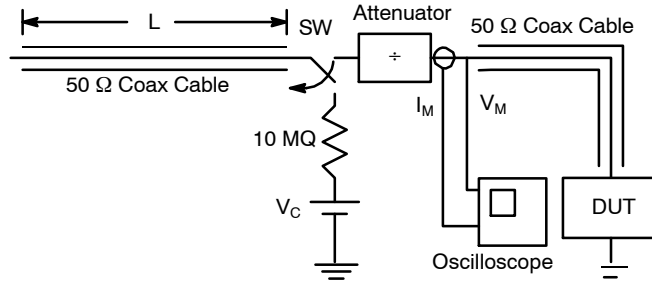 L
SW
Attenuator
50 Ω Coax Cable
÷
50 Ω Coax Cable
I_M
V_M
10 MΩ
V_C
DUT
Oscilloscope